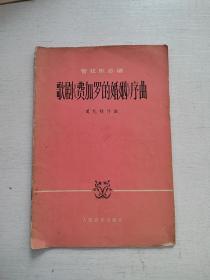 管弦乐总谱
歌剧《费加罗的婚姻》序曲
莫扎特作曲
人民音乐出版社